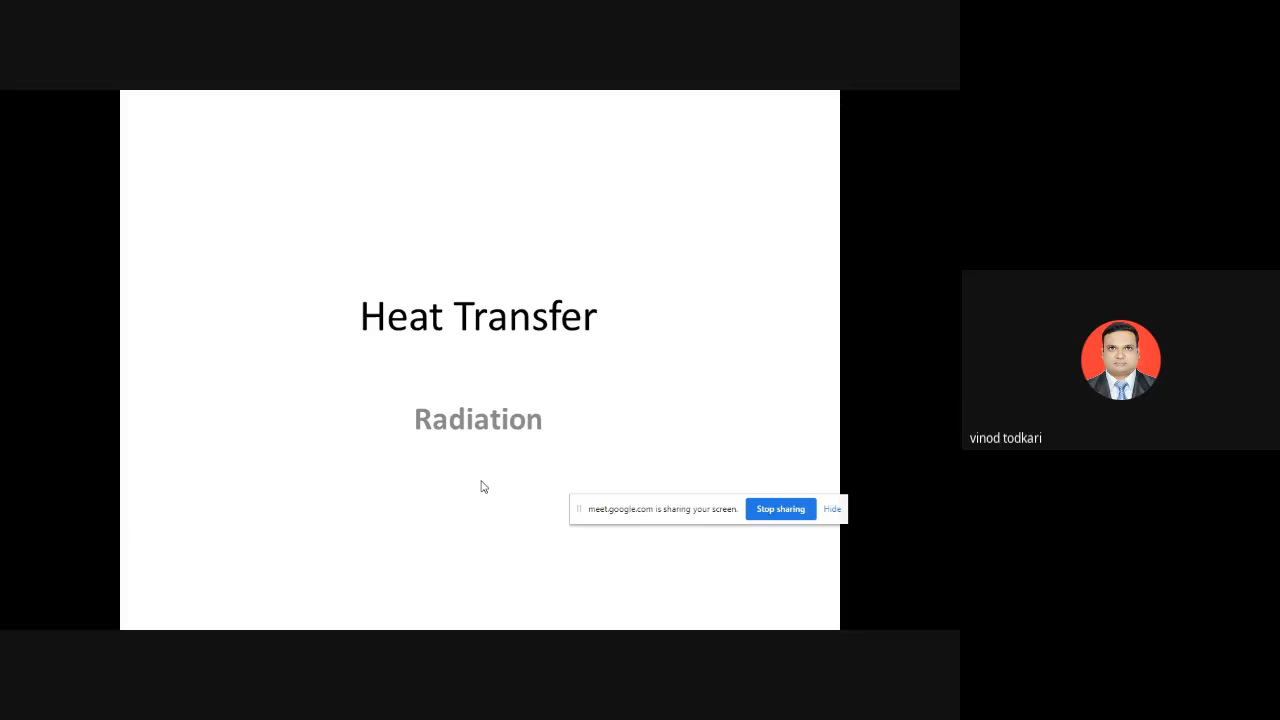 Heat Transfer
Radiation
meet.google.com is sharing your screen. Stop sharing Hide
vinod todkari